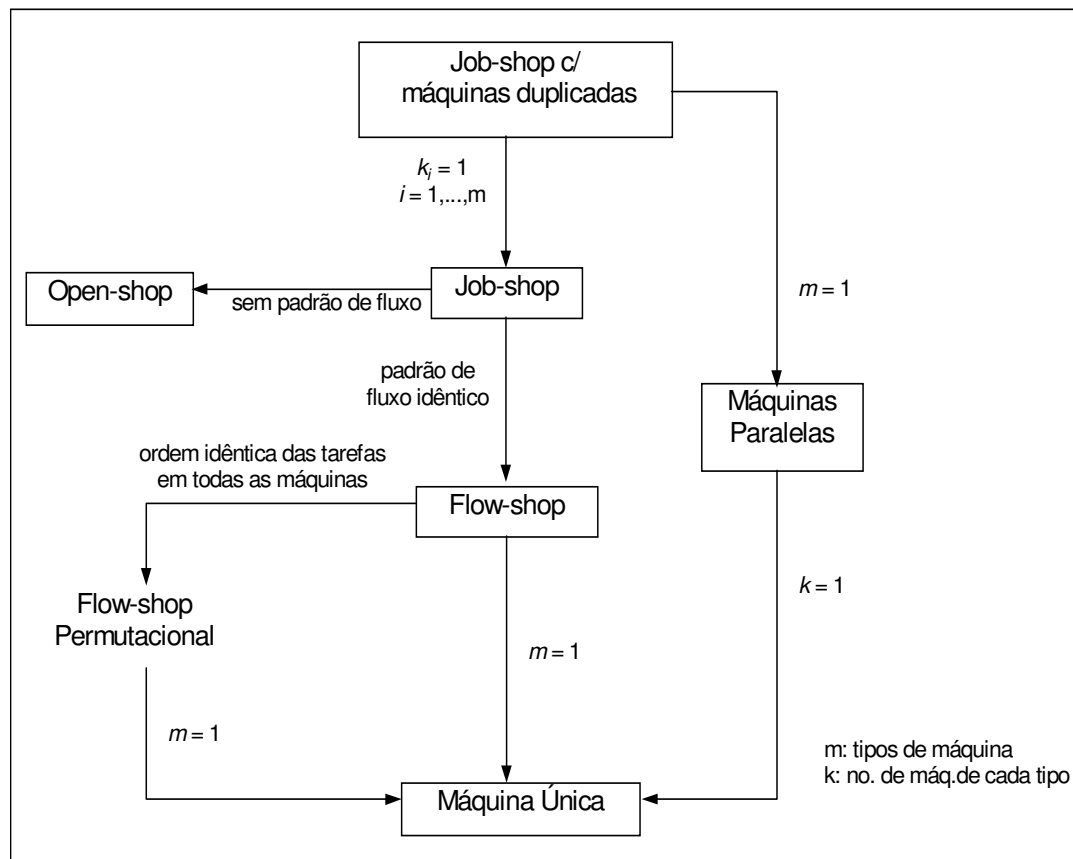 Job-shop c/
máquinas duplicadas
k_i = 1
i = 1,...,m
Open-shop
sem padrão de fluxo
Job-shop
m = 1
padrão de
fluxo idêntico
Máquinas
Paralelas
ordem idêntica das tarefas
em todas as máquinas
Flow-shop
k = 1
Flow-shop
Permutacional
m = 1
m = 1
m: tipos de máquina
k: no. de máq.de cada tipo
Máquina Única